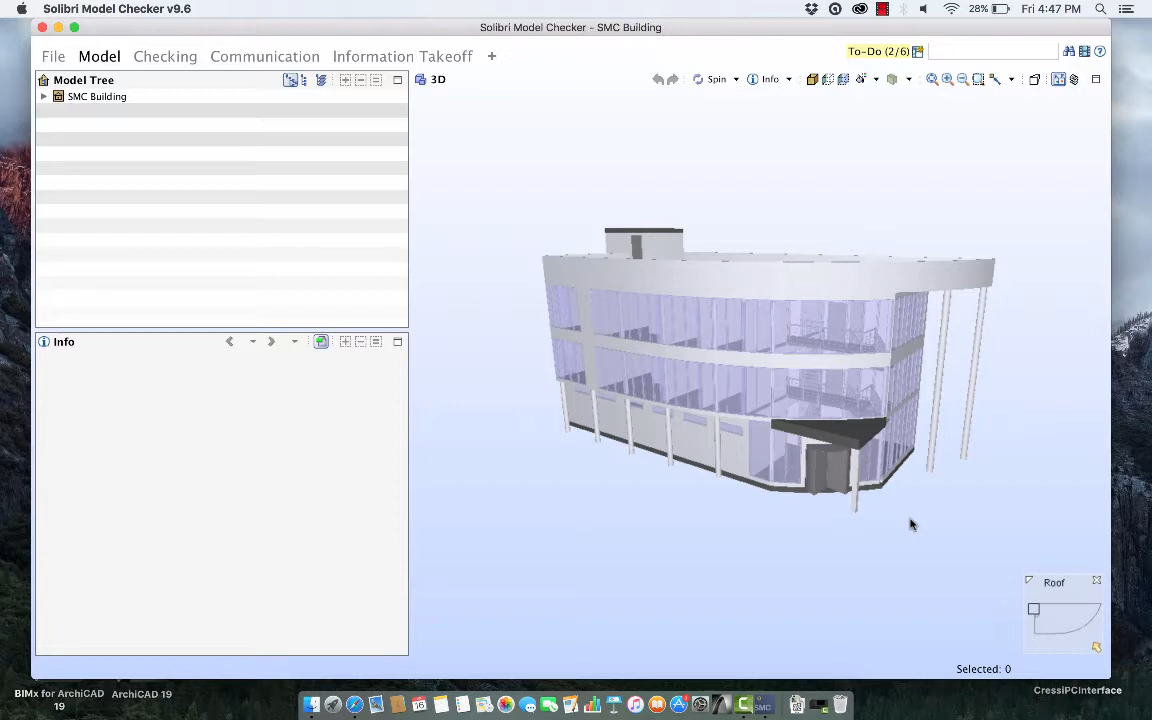 Solibri Model Checker v9.6
28%
Fri 4:47 PM
Solibri Model Checker - SMC Building
File Model Checking Communication Information Takeoff +
To-Do (2/6)
Model Tree
3D
Spin
Info
SMC Building
Info
Roof
Selected: 0
BIMx for ArchiCAD 19
ArchiCAD 19
CressiPCInterface
16
SMC